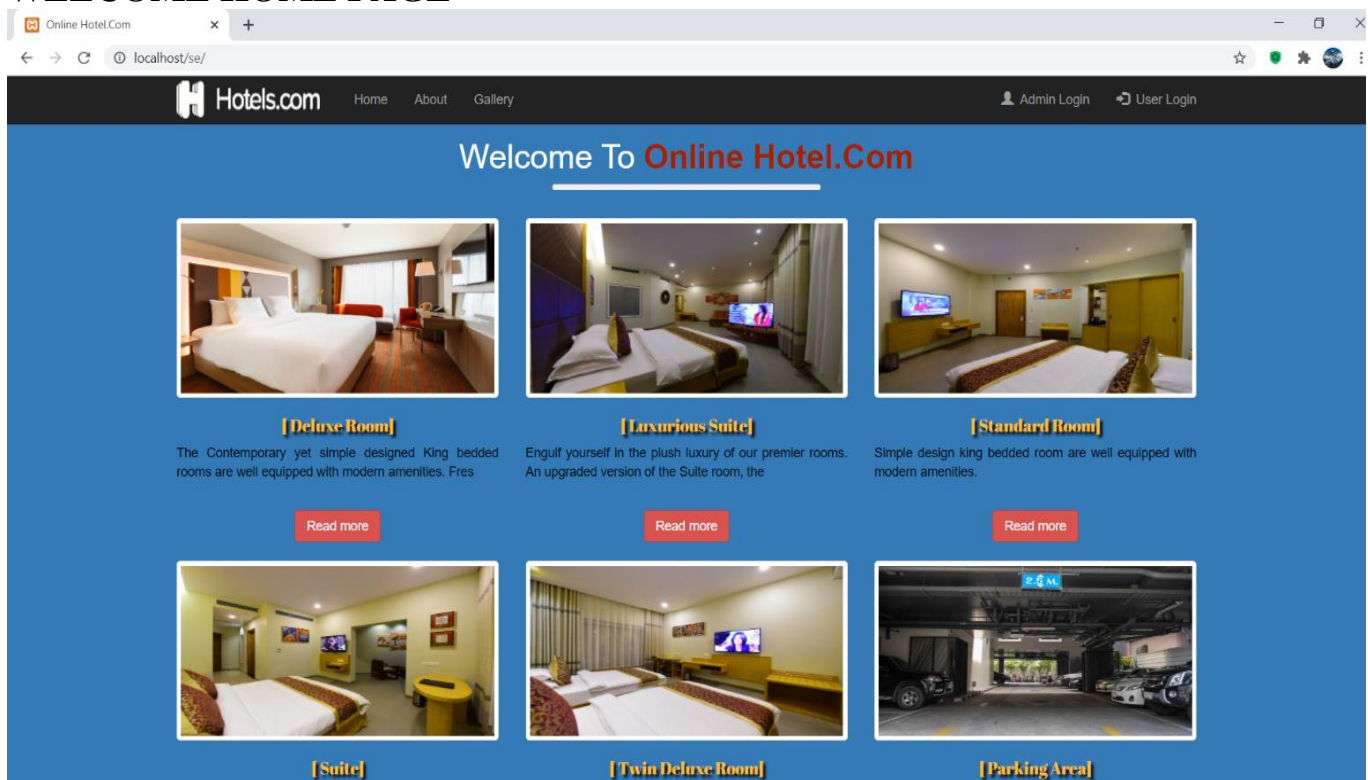 WELCOME HOME PAGE
Online Hotel.Com
localhost/se/
Hotels.com Home About Gallery Admin Login User Login
Welcome To Online Hotel.Com
[Deluxe Room]
The Contemporary yet simple designed King bedded
rooms are well equipped with modern amenities. Fres
Read more
[Luxurious Suite]
Engulf yourself in the plush luxury of our premier rooms.
An upgraded version of the Suite room, the
Read more
[Standard Room]
Simple design king bedded room are well equipped with
modern amenities.
Read more
[Suite]
[Twin Deluxe Room]
[Parking Area]